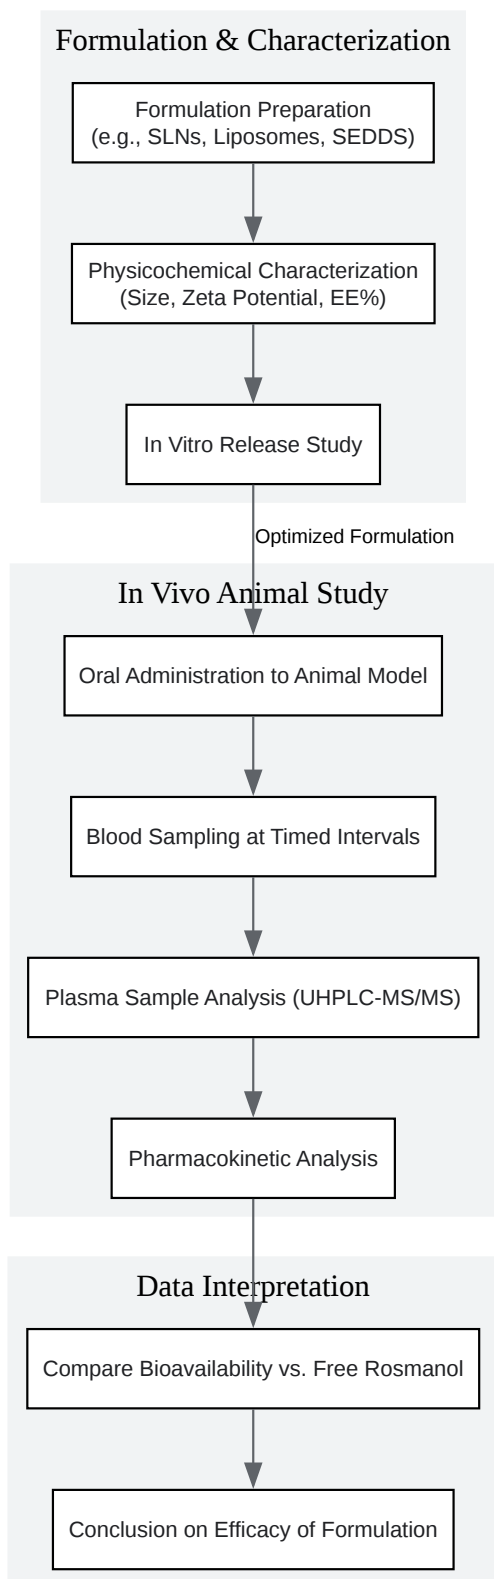 Formulation & Characterization
Formulation Preparation
(e.g., SLNs, Liposomes, SEDDS)
Physicochemical Characterization
(Size, Zeta Potential, EE%)
In Vitro Release Study
Optimized Formulation
In Vivo Animal Study
Oral Administration to Animal Model
Blood Sampling at Timed Intervals
Plasma Sample Analysis (UHPLC-MS/MS)
Pharmacokinetic Analysis
Data Interpretation
Compare Bioavailability vs. Free Rosmanol
Conclusion on Efficacy of Formulation